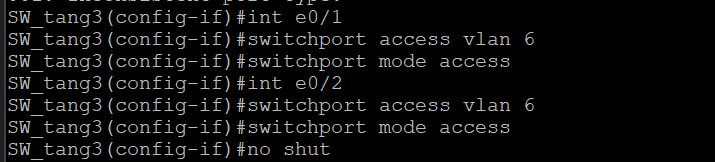 SW_tang3(config-if)#int e0/1
SW_tang3(config-if)#switchport access vlan 6
SW_tang3(config-if)#switchport mode access
SW_tang3(config-if)#int e0/2
SW_tang3(config-if)#switchport access vlan 6
SW_tang3(config-if)#switchport mode access
SW_tang3(config-if)#no shut